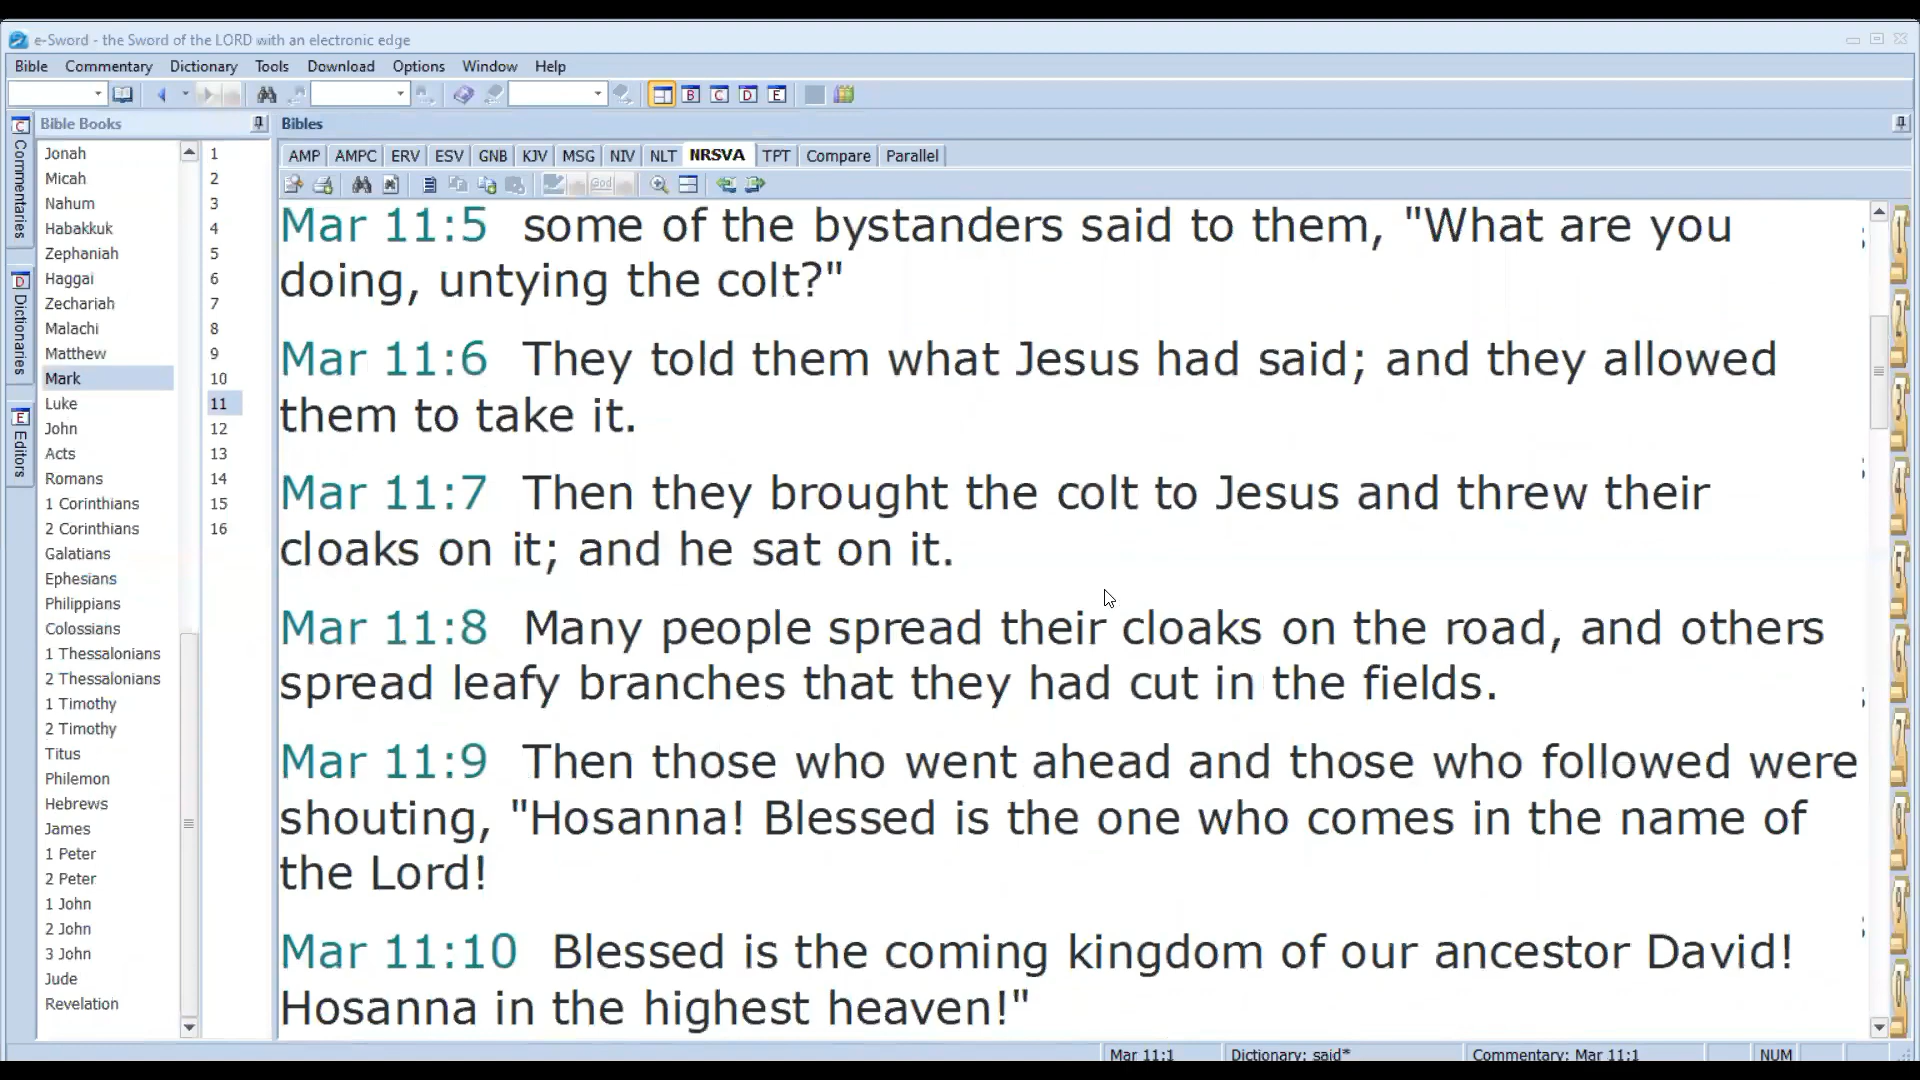 e-Sword - the Sword of the LORD with an electronic edge
Bible Commentary Dictionary Tools Download Options Window Help
B C D E
C Commentaries
D Dictionaries
E Editors
Bible Books
Jonah
Micah
Nahum
Habakkuk
Zephaniah
Haggai
Zechariah
Malachi
Matthew
Mark
Luke
John
Acts
Romans
1 Corinthians
2 Corinthians
Galatians
Ephesians
Philippians
Colossians
1 Thessalonians
2 Thessalonians
1 Timothy
2 Timothy
Titus
Philemon
Hebrews
James
1 Peter
2 Peter
1 John
2 John
3 John
Jude
Revelation
1
2
3
4
5
6
7
8
9
10
11
12
13
14
15
16
Bibles
AMP AMPC ERV ESV GNB KJV MSG NIV NLT NRSVA TPT Compare Parallel
God
Mar 11:5 some of the bystanders said to them, "What are you
doing, untying the colt?"
Mar 11:6 They told them what Jesus had said; and they allowed
them to take it.
Mar 11:7 Then they brought the colt to Jesus and threw their
cloaks on it; and he sat on it.
Mar 11:8 Many people spread their cloaks on the road, and others
spread leafy branches that they had cut in the fields.
Mar 11:9 Then those who went ahead and those who followed were
shouting, "Hosanna! Blessed is the one who comes in the name of
the Lord!
Mar 11:10 Blessed is the coming kingdom of our ancestor David!
Hosanna in the highest heaven!"
1
2
3
4
5
6
7
8
9
0
Mar 11:1 Dictionary: said* Commentary: Mar 11:1 NUM